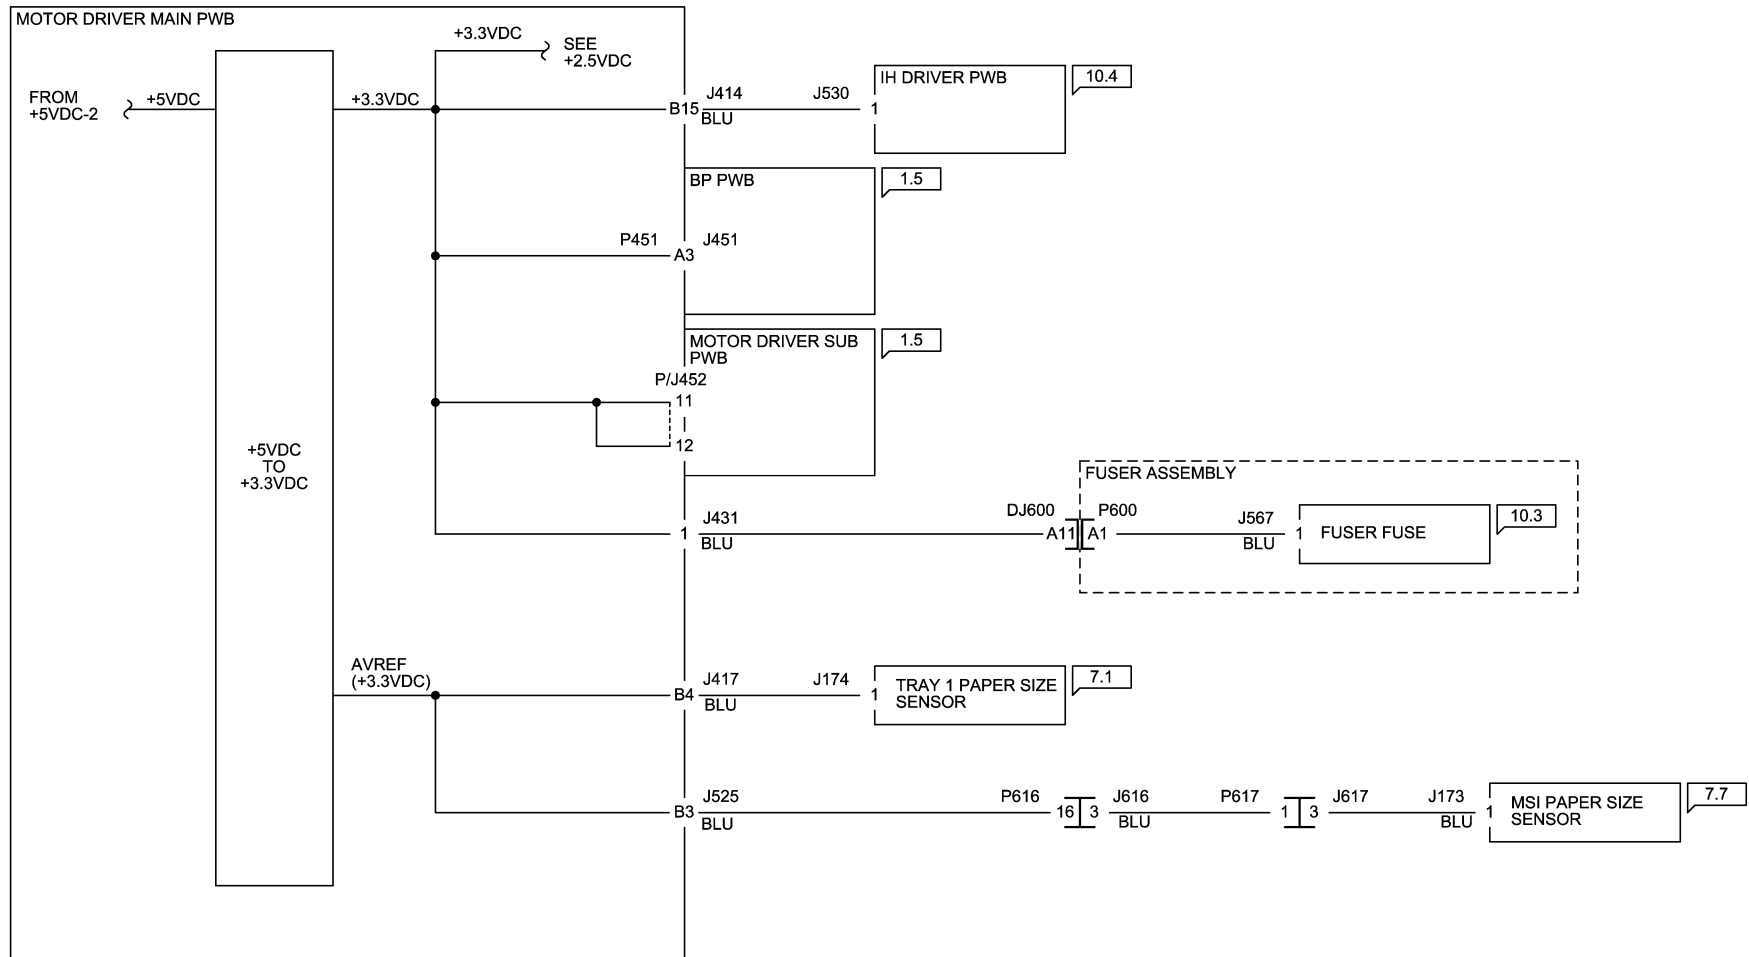 MOTOR DRIVER MAIN PWB
+3.3VDC
SEE
+2.5VDC
FROM
+5VDC-2
+5VDC
+3.3VDC
B15
J414
BLU
J530
1
IH DRIVER PWB
10.4
BP PWB
1.5
P451
A3
J451
MOTOR DRIVER SUB
PWB
1.5
P/J452
11
12
+5VDC
TO
+3.3VDC
FUSER ASSEMBLY
1
J431
BLU
DJ600
A11
A1
P600
J567
BLU
1
FUSER FUSE
10.3
AVREF
(+3.3VDC)
B4
J417
BLU
J174
1
TRAY 1 PAPER SIZE
SENSOR
7.1
B3
J525
BLU
P616
16
3
J616
BLU
P617
1
3
J617
J173
BLU
1
MSI PAPER SIZE
SENSOR
7.7